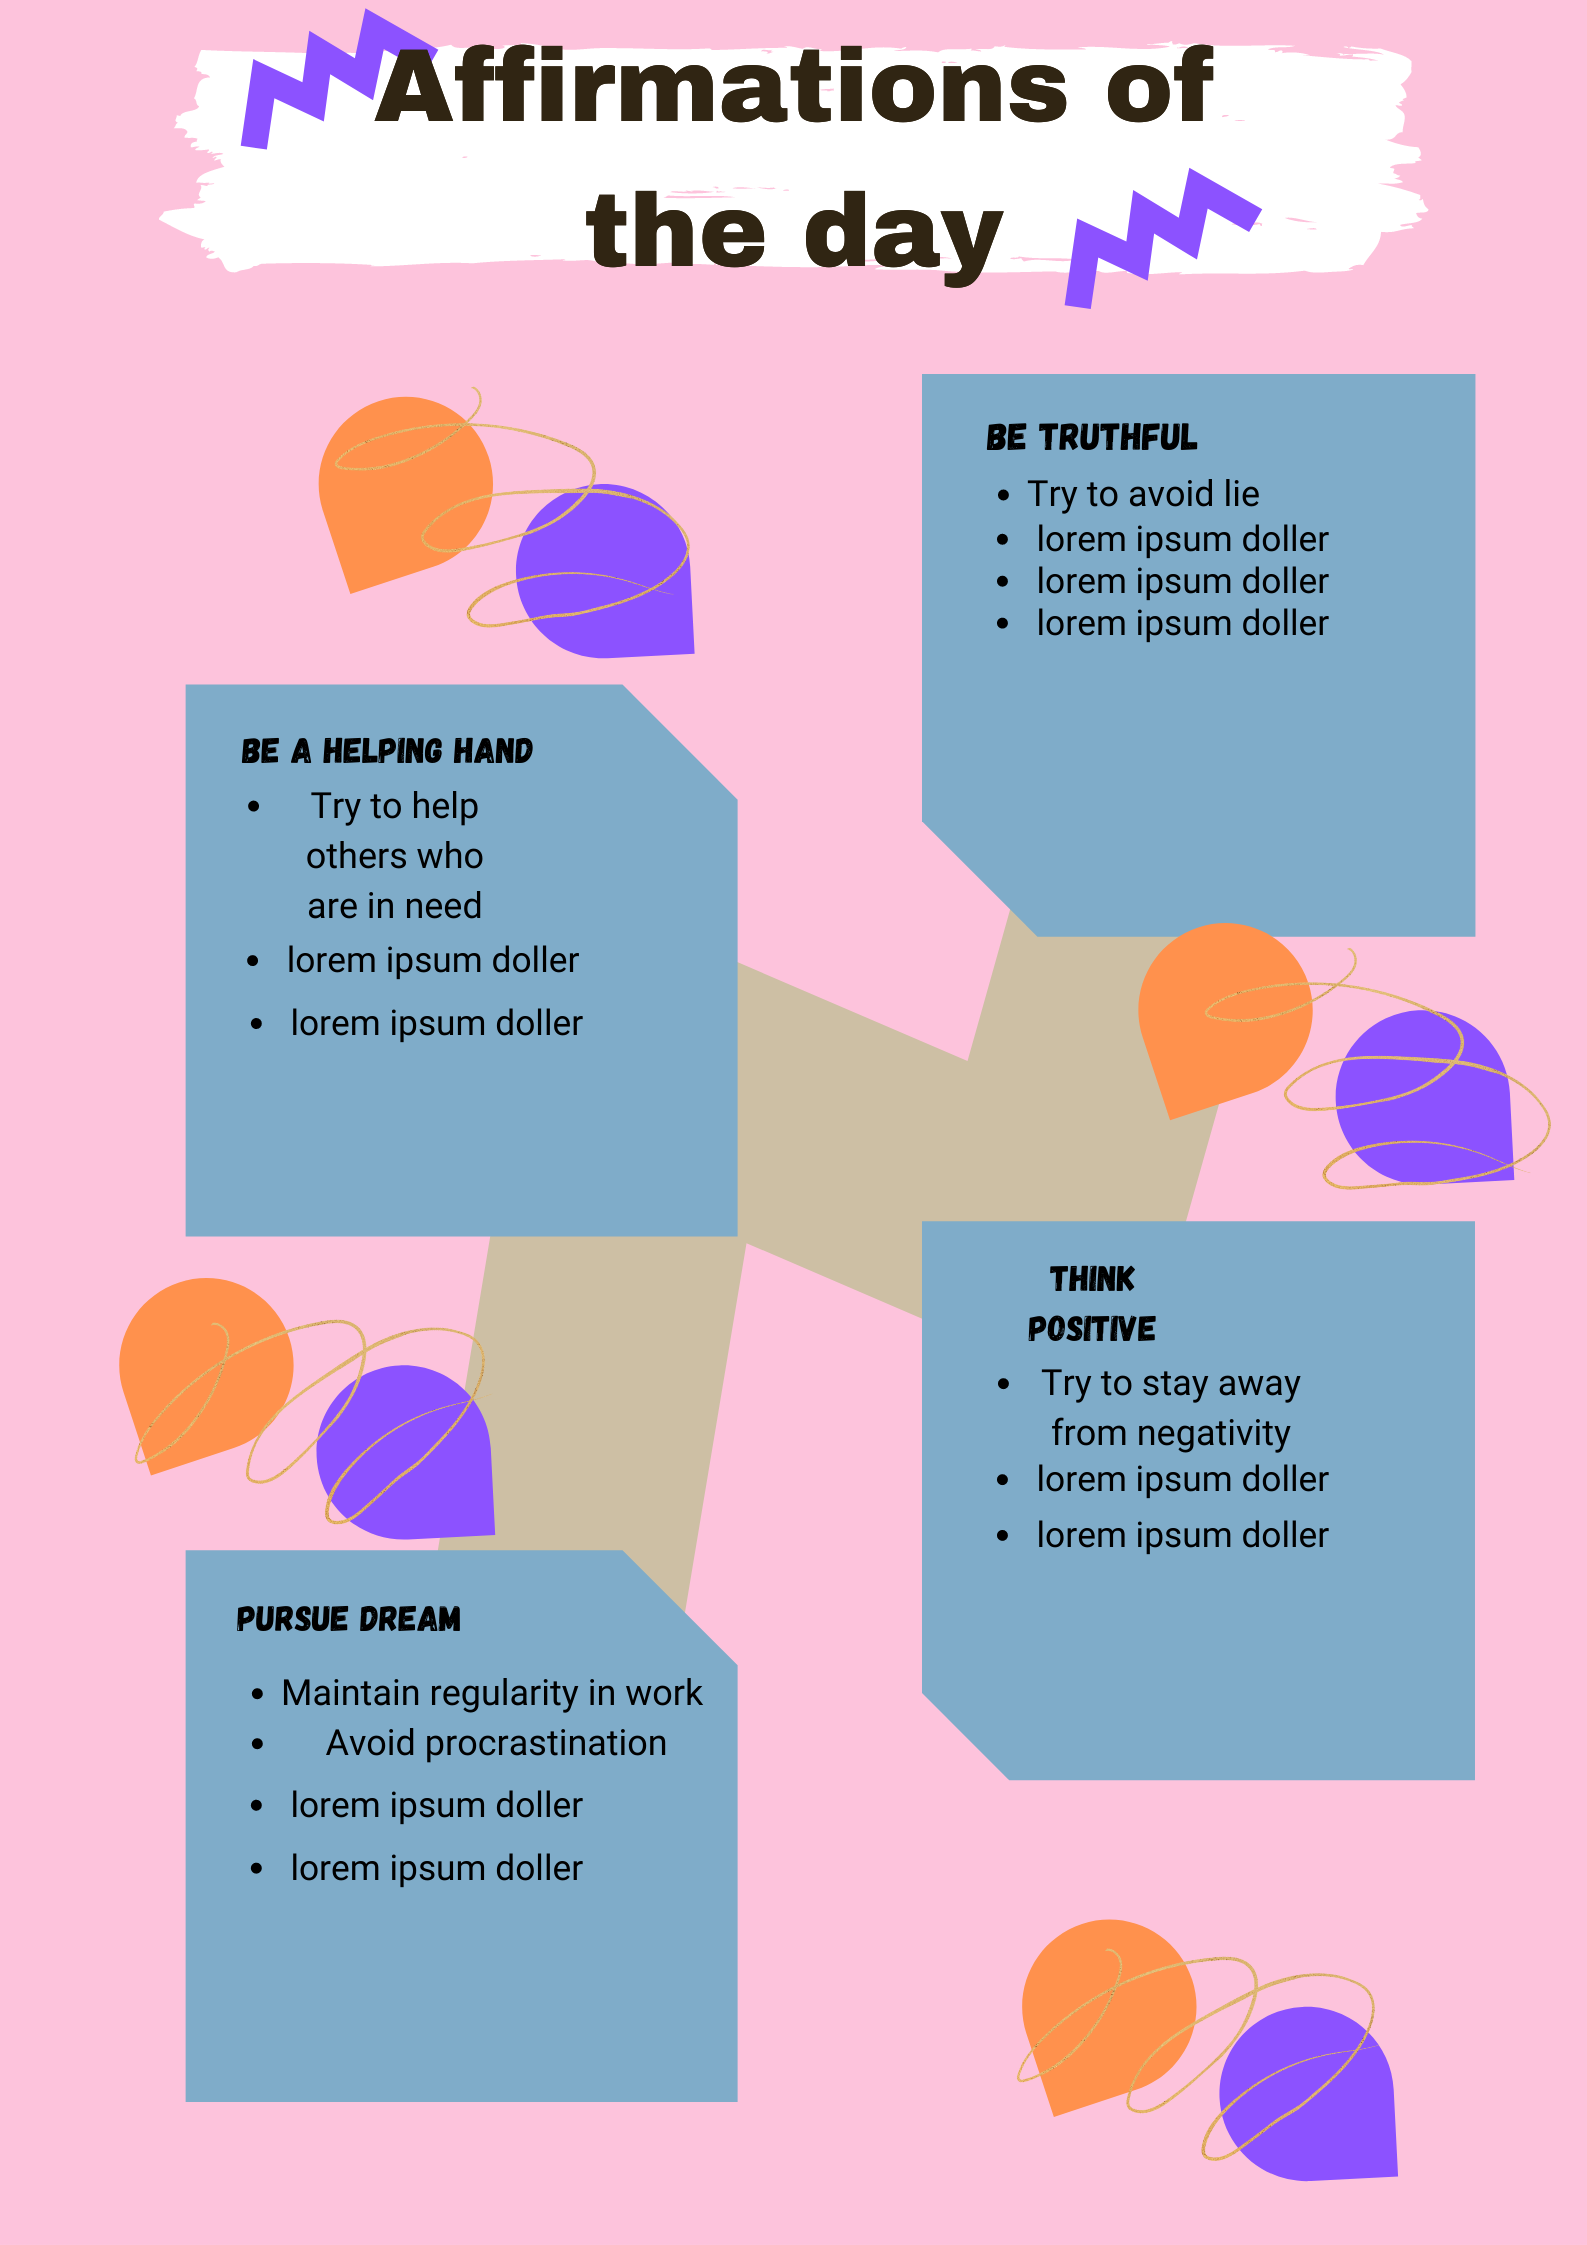 Affirmations of
the day
BE TRUTHFUL
• Try to avoid lie
• lorem ipsum doller
• lorem ipsum doller
• lorem ipsum doller
BE A HELPING HAND
• Try to help
others who
are in need
• lorem ipsum doller
• lorem ipsum doller
THINK
POSITIVE
• Try to stay away
from negativity
• lorem ipsum doller
• lorem ipsum doller
PURSUE DREAM
• Maintain regularity in work
• Avoid procrastination
• lorem ipsum doller
• lorem ipsum doller